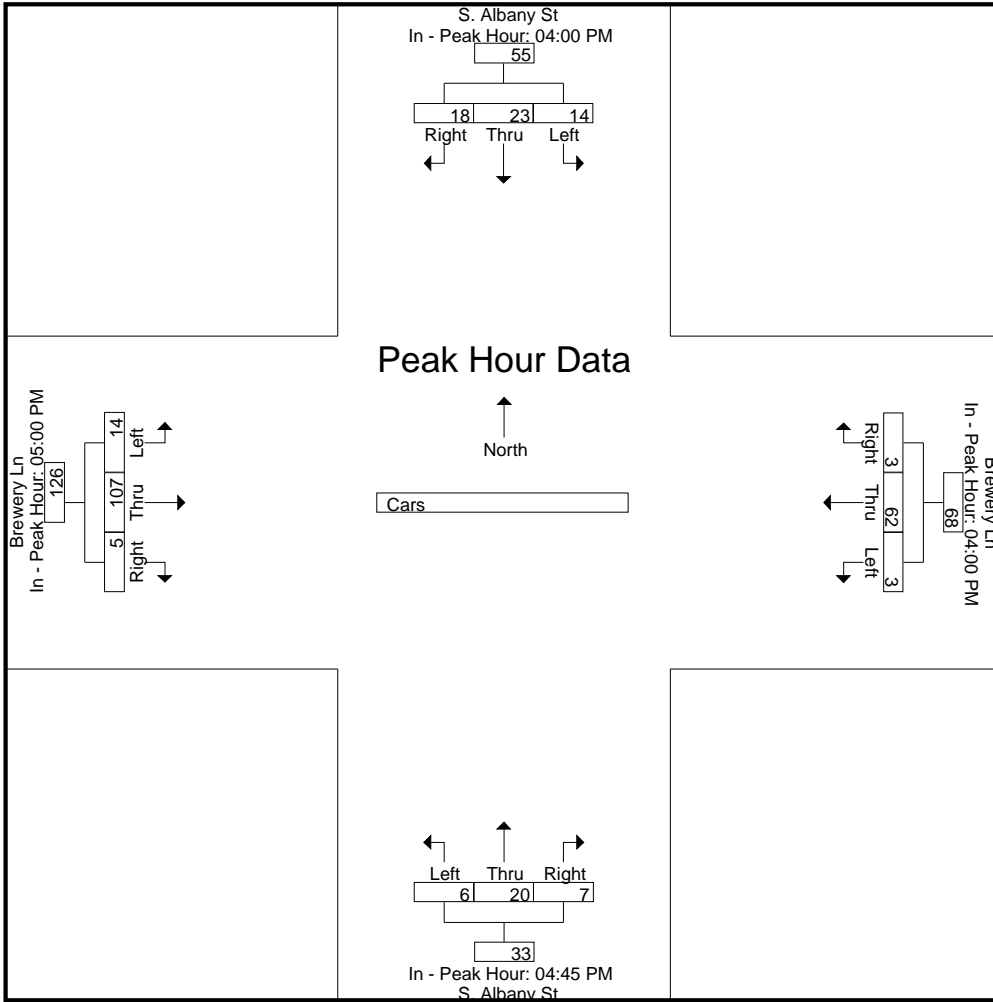 S. Albany St
In - Peak Hour: 04:00 PM
55
18 23 14
Right Thru Left
Peak Hour Data
North
Cars
Brewery Ln
In - Peak Hour: 05:00 PM
126
14 107 5
Left Thru Right
Brewery Ln
In - Peak Hour: 04:00 PM
68
3 62 3
Right Thru Left
Left Thru Right
6 20 7
33
In - Peak Hour: 04:45 PM
S. Albany St